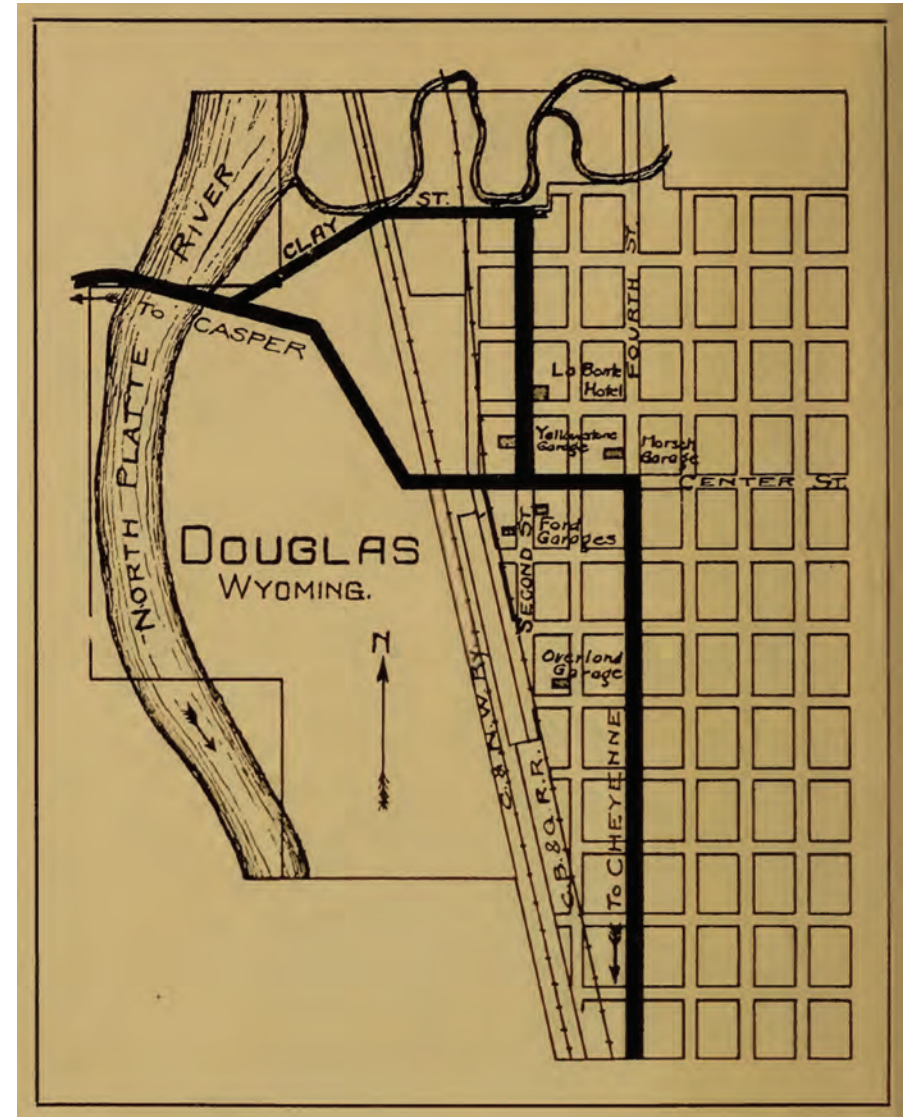 RIVER
CLAY
ST.
TO CASPER
NORTH PLATTE
FOURTH ST.
La Bonte
Hotel
Yellowstone
Garage
Morsch
Garage
CENTER ST.
DOUGLAS
WYOMING.
Ford
Garages
SECOND ST.
N
Overland
Garage
C. & N. W. RY.
C. B. & Q. R. R.
TO CHEYENNE